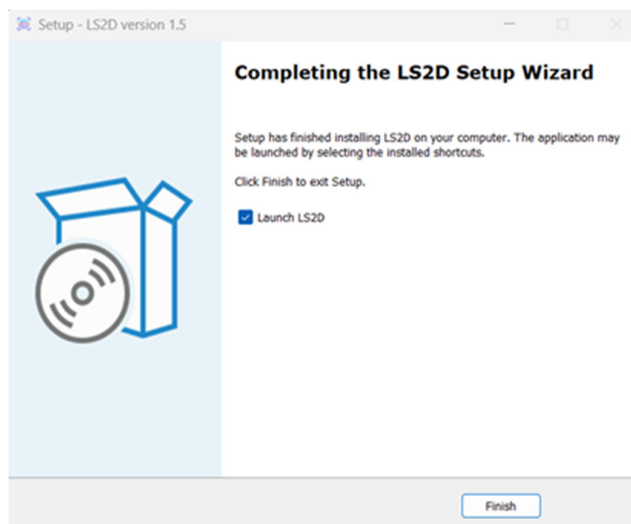 Setup - LS2D version 1.5
Completing the LS2D Setup Wizard
Setup has finished installing LS2D on your computer. The application may
be launched by selecting the installed shortcuts.
Click Finish to exit Setup.
Launch LS2D
Finish